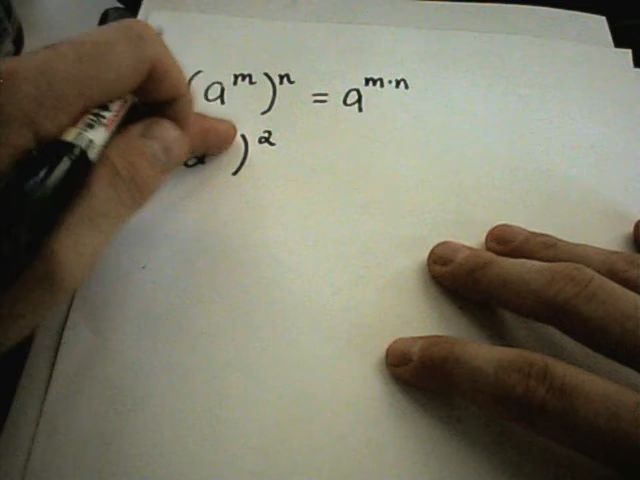 (a^m)^n = a^{m·n}
)^2